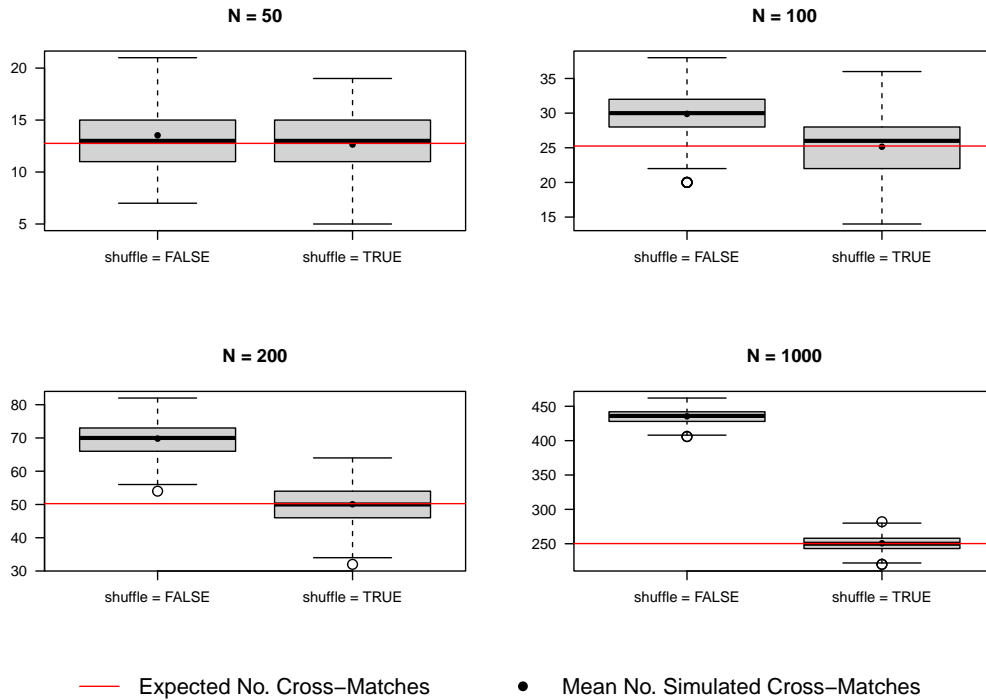 N = 50
20
15
10
5
shuffle = FALSE
shuffle = TRUE
N = 100
35
30
25
20
15
shuffle = FALSE
shuffle = TRUE
N = 200
80
70
60
50
40
30
shuffle = FALSE
shuffle = TRUE
N = 1000
450
400
350
300
250
shuffle = FALSE
shuffle = TRUE
Expected No. Cross−Matches
Mean No. Simulated Cross−Matches